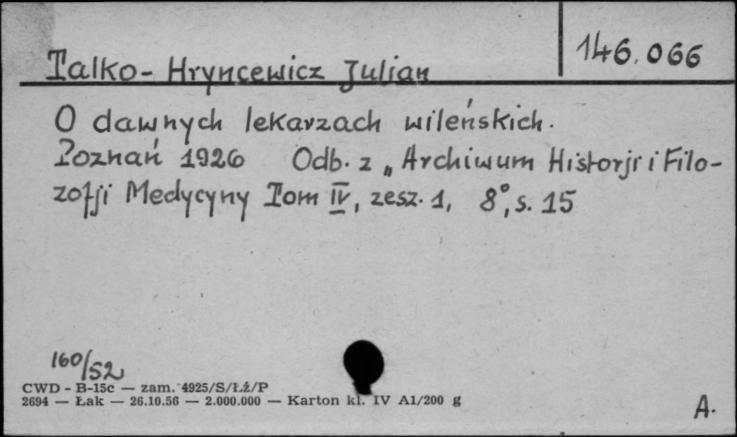 146.066
Talko-Hryncewicz Julian
O dawnych lekarzach wileńskich.
Poznań 1926 Odb. z „Archiwum Historji i Filo-
zofji Medycyny Tom IV, zesz. 1, 8°, s. 15
160/52
CWD - B-15c — zam. 4925/S/Łź/P
2694 — Łak — 26.10.56 — 2.000.000 — Karton kl. IV A1/200 g
A.